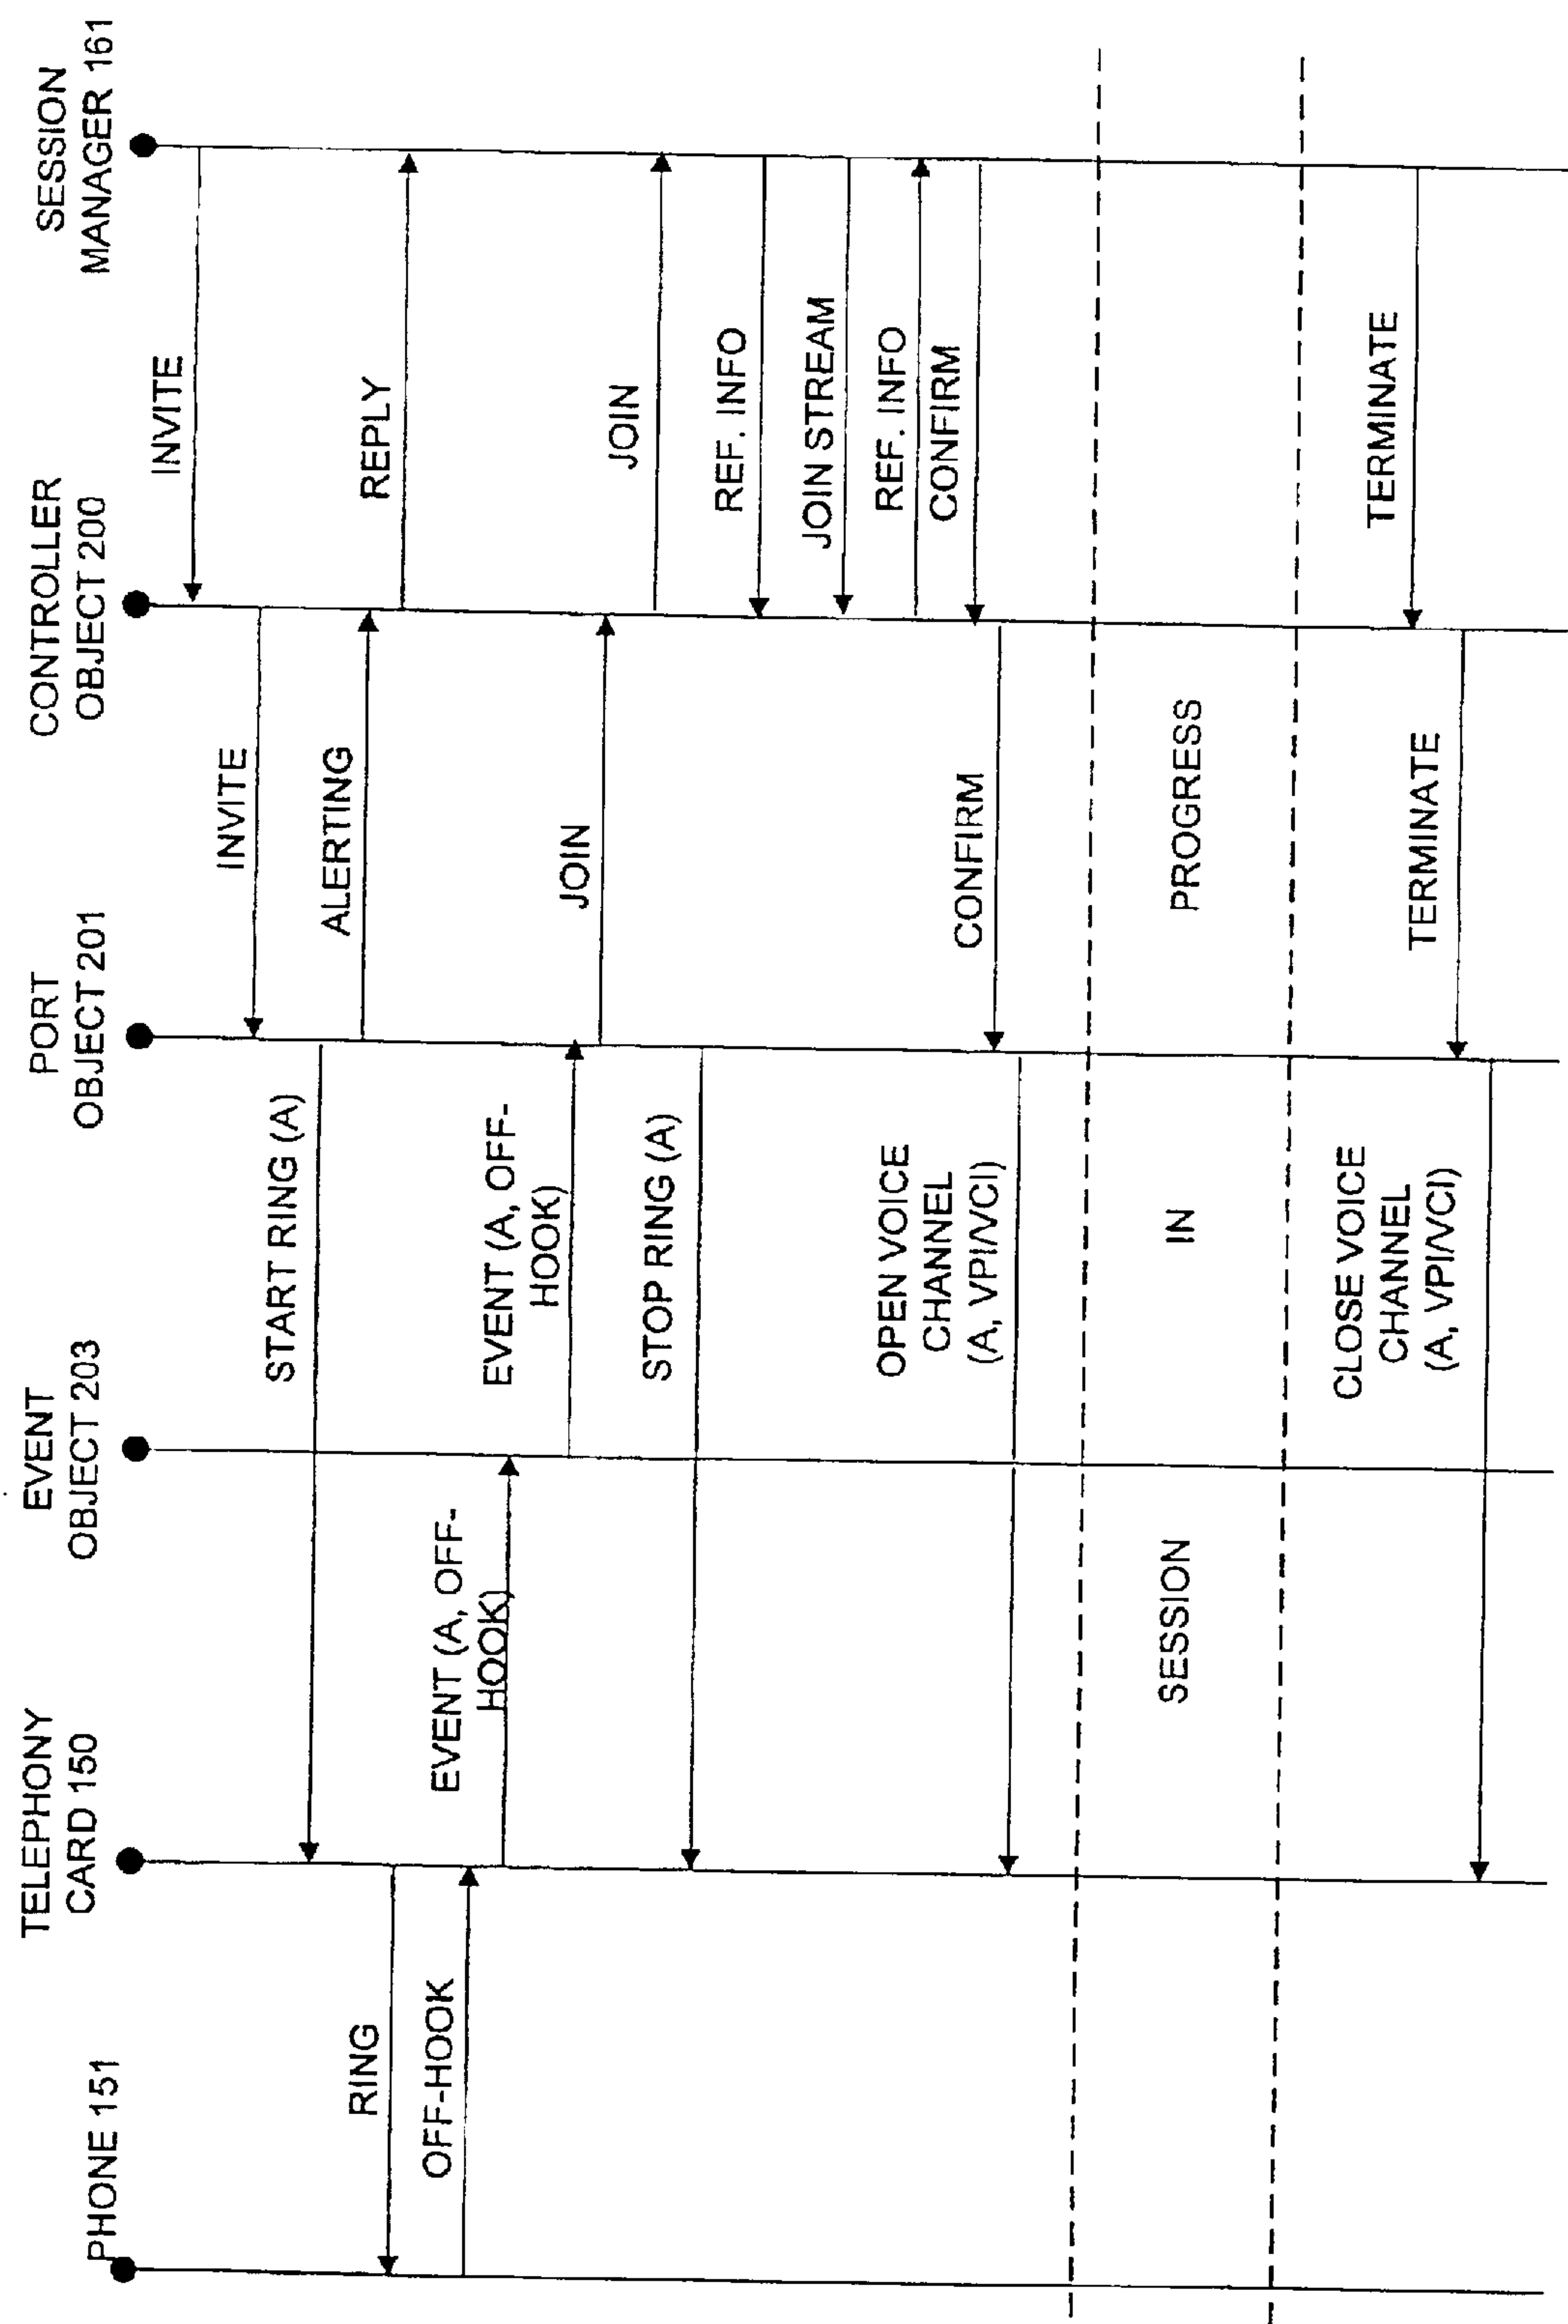 PHONE 151
TELEPHONY
CARD 150
EVENT
OBJECT 203
PORT
OBJECT 201
CONTROLLER
OBJECT 200
SESSION
MANAGER 161
INVITE
INVITE
START RING (A)
ALERTING
RING
REPLY
OFF-HOOK
EVENT (A, OFF-
HOOK)
EVENT (A, OFF-
HOOK)
JOIN
JOIN
STOP RING (A)
REF. INFO
JOIN STREAM
REF. INFO
CONFIRM
CONFIRM
OPEN VOICE
CHANNEL
(A, VPI/VCI)
SESSION
IN
PROGRESS
TERMINATE
TERMINATE
CLOSE VOICE
CHANNEL
(A, VPI/VCI)